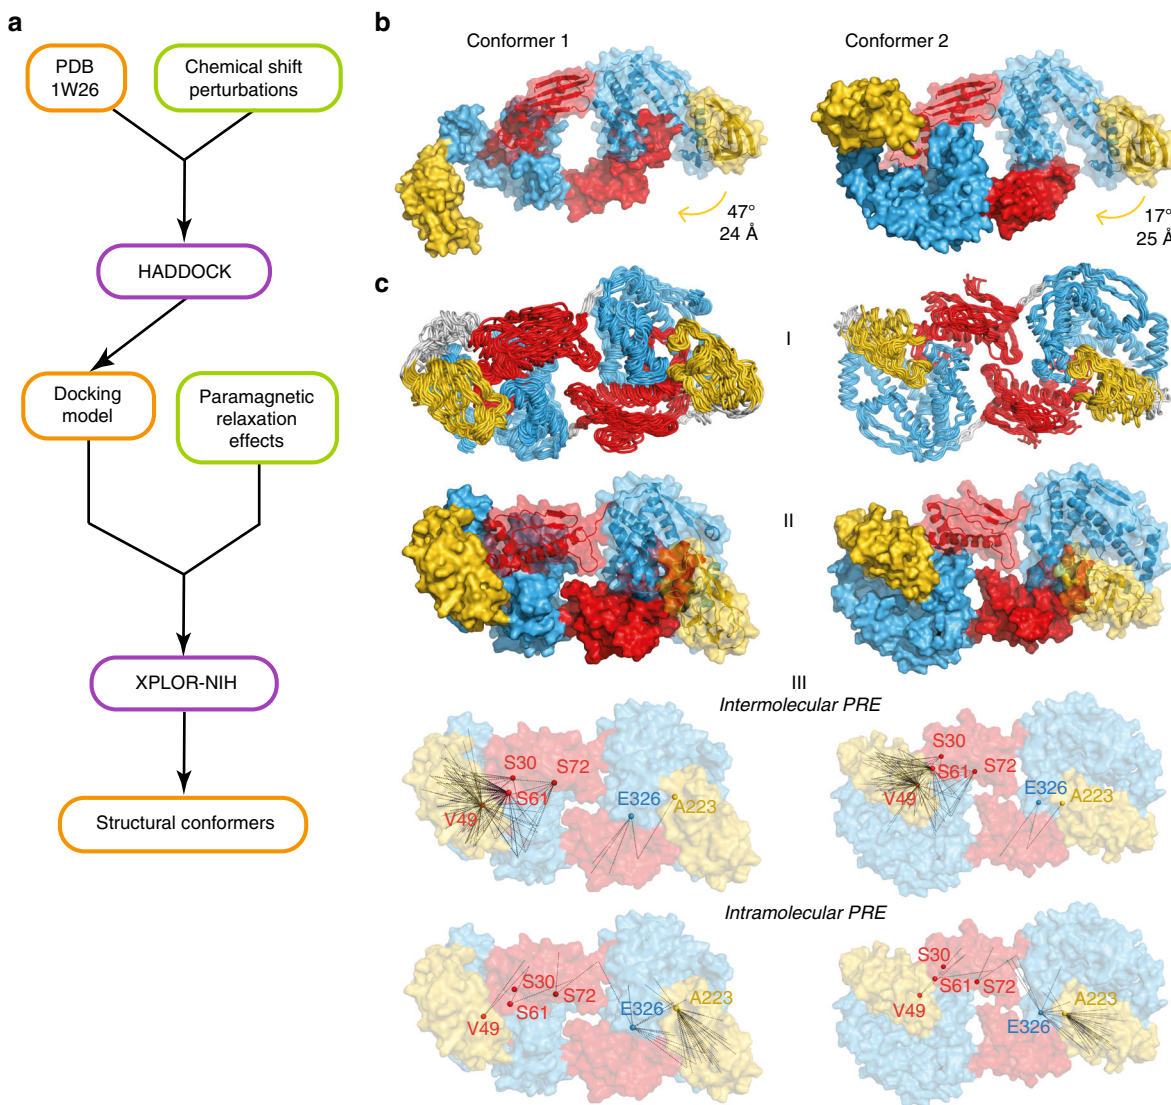 a
PDB
1W26
Chemical shift
perturbations
HADDOCK
Docking
model
Paramagnetic
relaxation
effects
XPLOR-NIH
Structural conformers
b
Conformer 1
Conformer 2
47°
24 Å
17°
25 Å
c
I
II
III
Intermolecular PRE
S30
S72
S61
V49
E326
A223
S30
S61
S72
V49
E326
A223
Intramolecular PRE
S30
S72
S61
V49
E326
A223
S30
S61
S72
V49
E326
A223